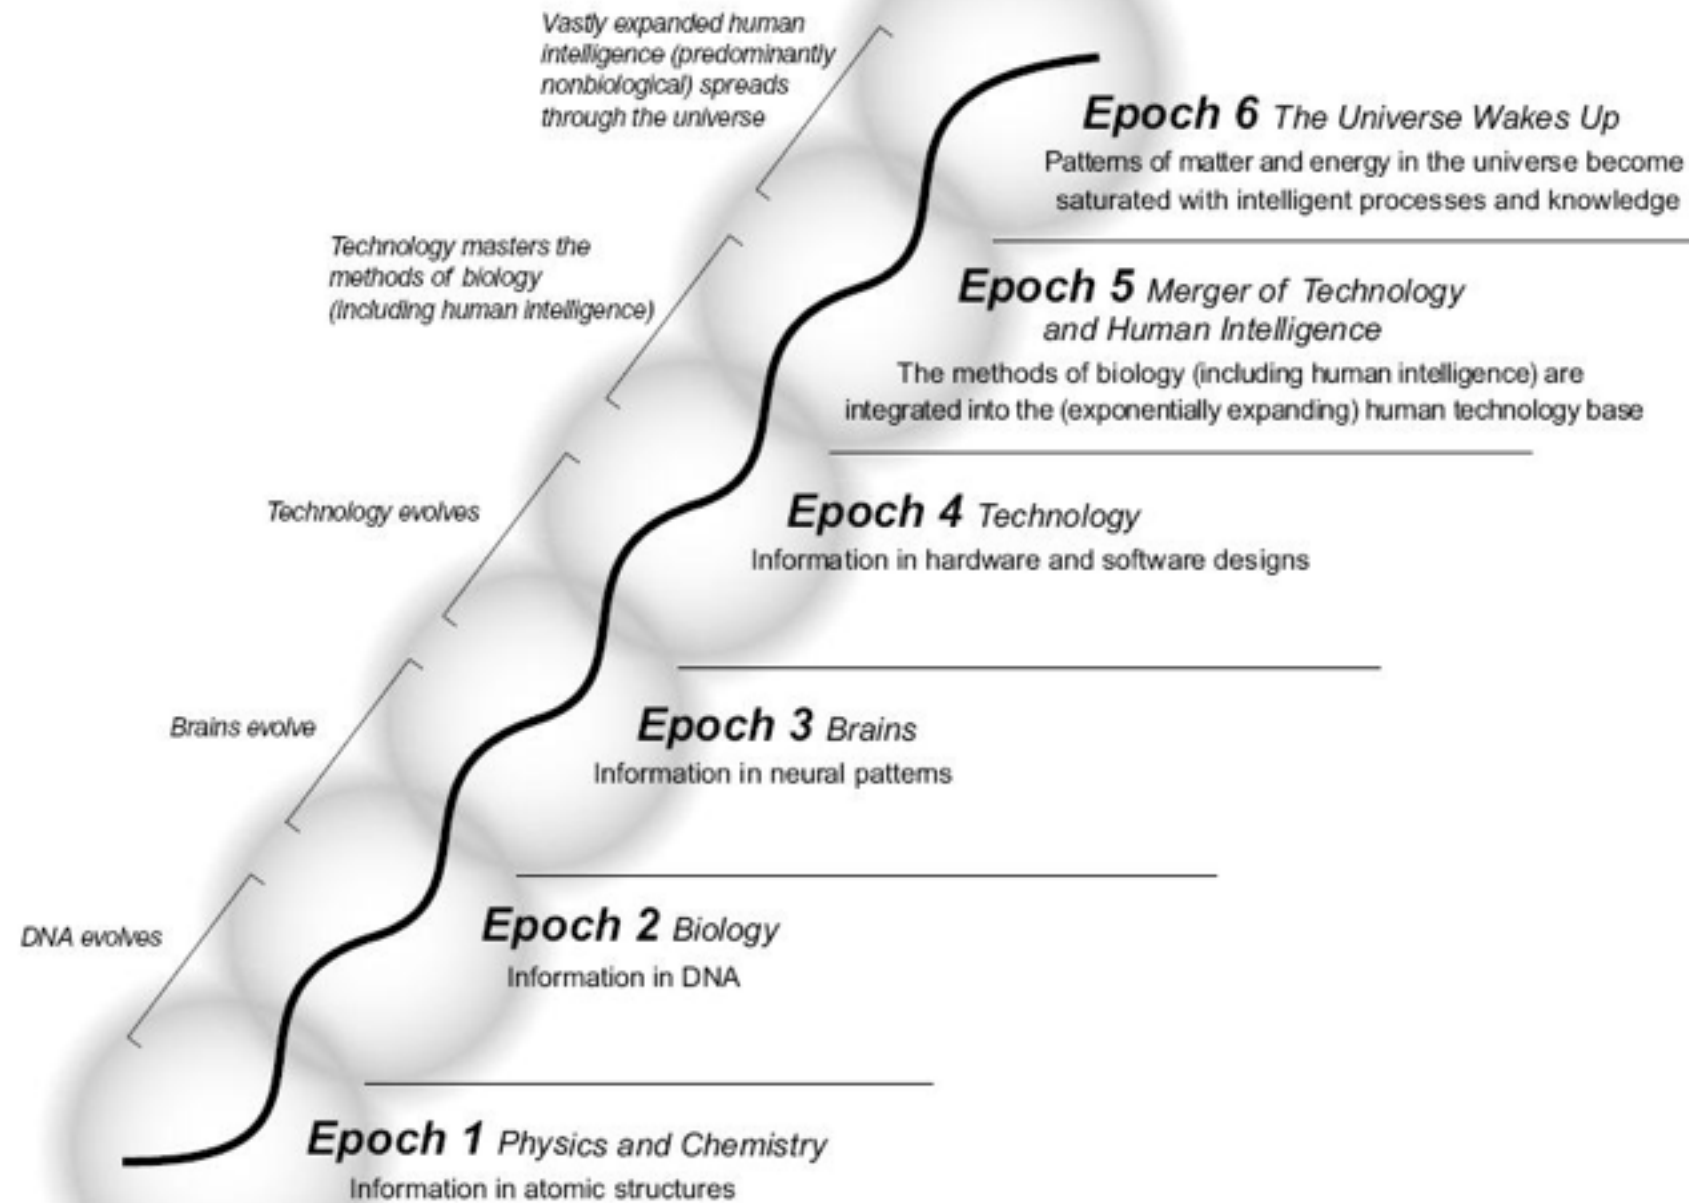 Vastly expanded human
intelligence (predominantly
nonbiological) spreads
through the universe
Epoch 6 The Universe Wakes Up
Patterns of matter and energy in the universe become
saturated with intelligent processes and knowledge
Technology masters the
methods of biology
(including human intelligence)
Epoch 5 Merger of Technology
and Human Intelligence
The methods of biology (including human intelligence) are
integrated into the (exponentially expanding) human technology base
Technology evolves
Epoch 4 Technology
Information in hardware and software designs
Brains evolve
Epoch 3 Brains
Information in neural patterns
DNA evolves
Epoch 2 Biology
Information in DNA
Epoch 1 Physics and Chemistry
Information in atomic structures